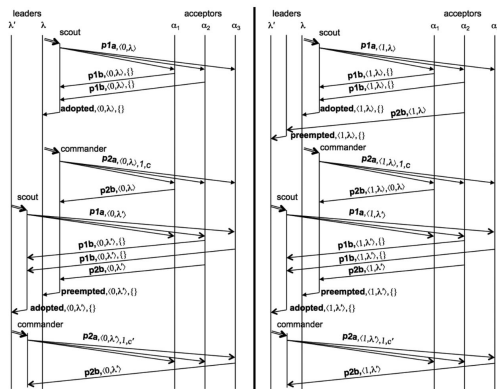 leaders
acceptors
λ' λ α₁ α₂ α₃
scout
p1a,⟨0,λ⟩
p1b,⟨0,λ⟩,{}
p1b,⟨0,λ⟩,{}
adopted,⟨0,λ⟩,{}
commander
p2a,⟨0,λ⟩,1,c
p2b,⟨0,λ⟩
scout
p1a,⟨0,λ'⟩
p1b,⟨0,λ'⟩,{}
p1b,⟨0,λ'⟩,{}
p2b,⟨0,λ'⟩
preempted,⟨0,λ'⟩,{}
adopted,⟨0,λ'⟩,{}
commander
p2a,⟨0,λ'⟩,1,c'
p2b,⟨0,λ'⟩
leaders
acceptors
λ' λ α₁ α₂ α
scout
p1a,⟨1,λ⟩
p1b,⟨1,λ⟩,{}
p1b,⟨1,λ⟩,{}
adopted,⟨1,λ⟩,{}
p2b,⟨1,λ⟩
preempted,⟨1,λ⟩,{}
commander
p2a,⟨1,λ⟩,1,c
p2b,⟨1,λ⟩,⟨0,λ⟩
scout
p1a,⟨1,λ'⟩
p1b,⟨1,λ'⟩,{}
p1b,⟨1,λ'⟩,{}
p2b,⟨1,λ'⟩
preempted,⟨1,λ'⟩,{}
commander
p2a,⟨1,λ'⟩,1,c'
p2b,⟨1,λ'⟩